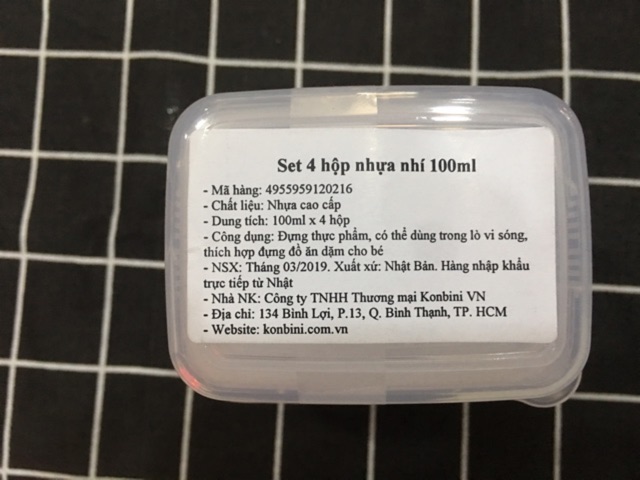 Set 4 hộp nhựa nhí 100ml
- Mã hàng: 4955959120216
- Chất liệu: Nhựa cao cấp
- Dung tích: 100ml x 4 hộp
- Công dụng: Đựng thực phẩm, có thể dùng trong lò vi sóng,
thích hợp đựng đồ ăn dặm cho bé
- NSX: Tháng 03/2019. Xuất xứ: Nhật Bản. Hàng nhập khẩu
trực tiếp từ Nhật
- Nhà NK: Công ty TNHH Thương mại Konbini VN
- Địa chỉ: 134 Bình Lợi, P.13, Q. Bình Thạnh, TP. HCM
- Website: konbini.com.vn